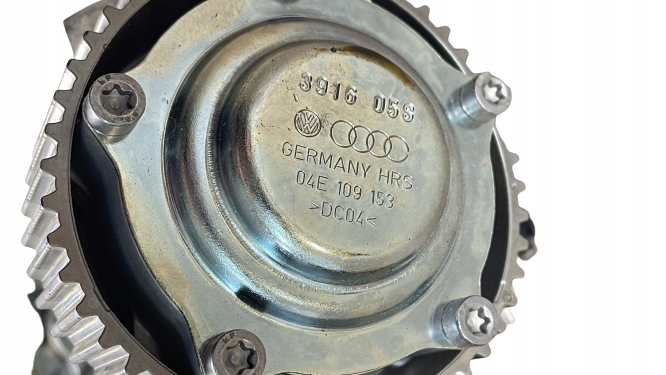 3916 05S
GERMANY HRS
04E 109 153
>DC04<